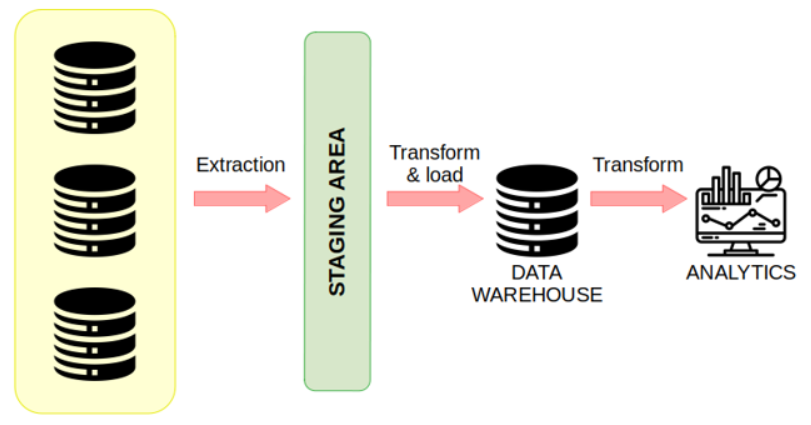 Extraction
STAGING AREA
Transform
& load
DATA
WAREHOUSE
Transform
ANALYTICS